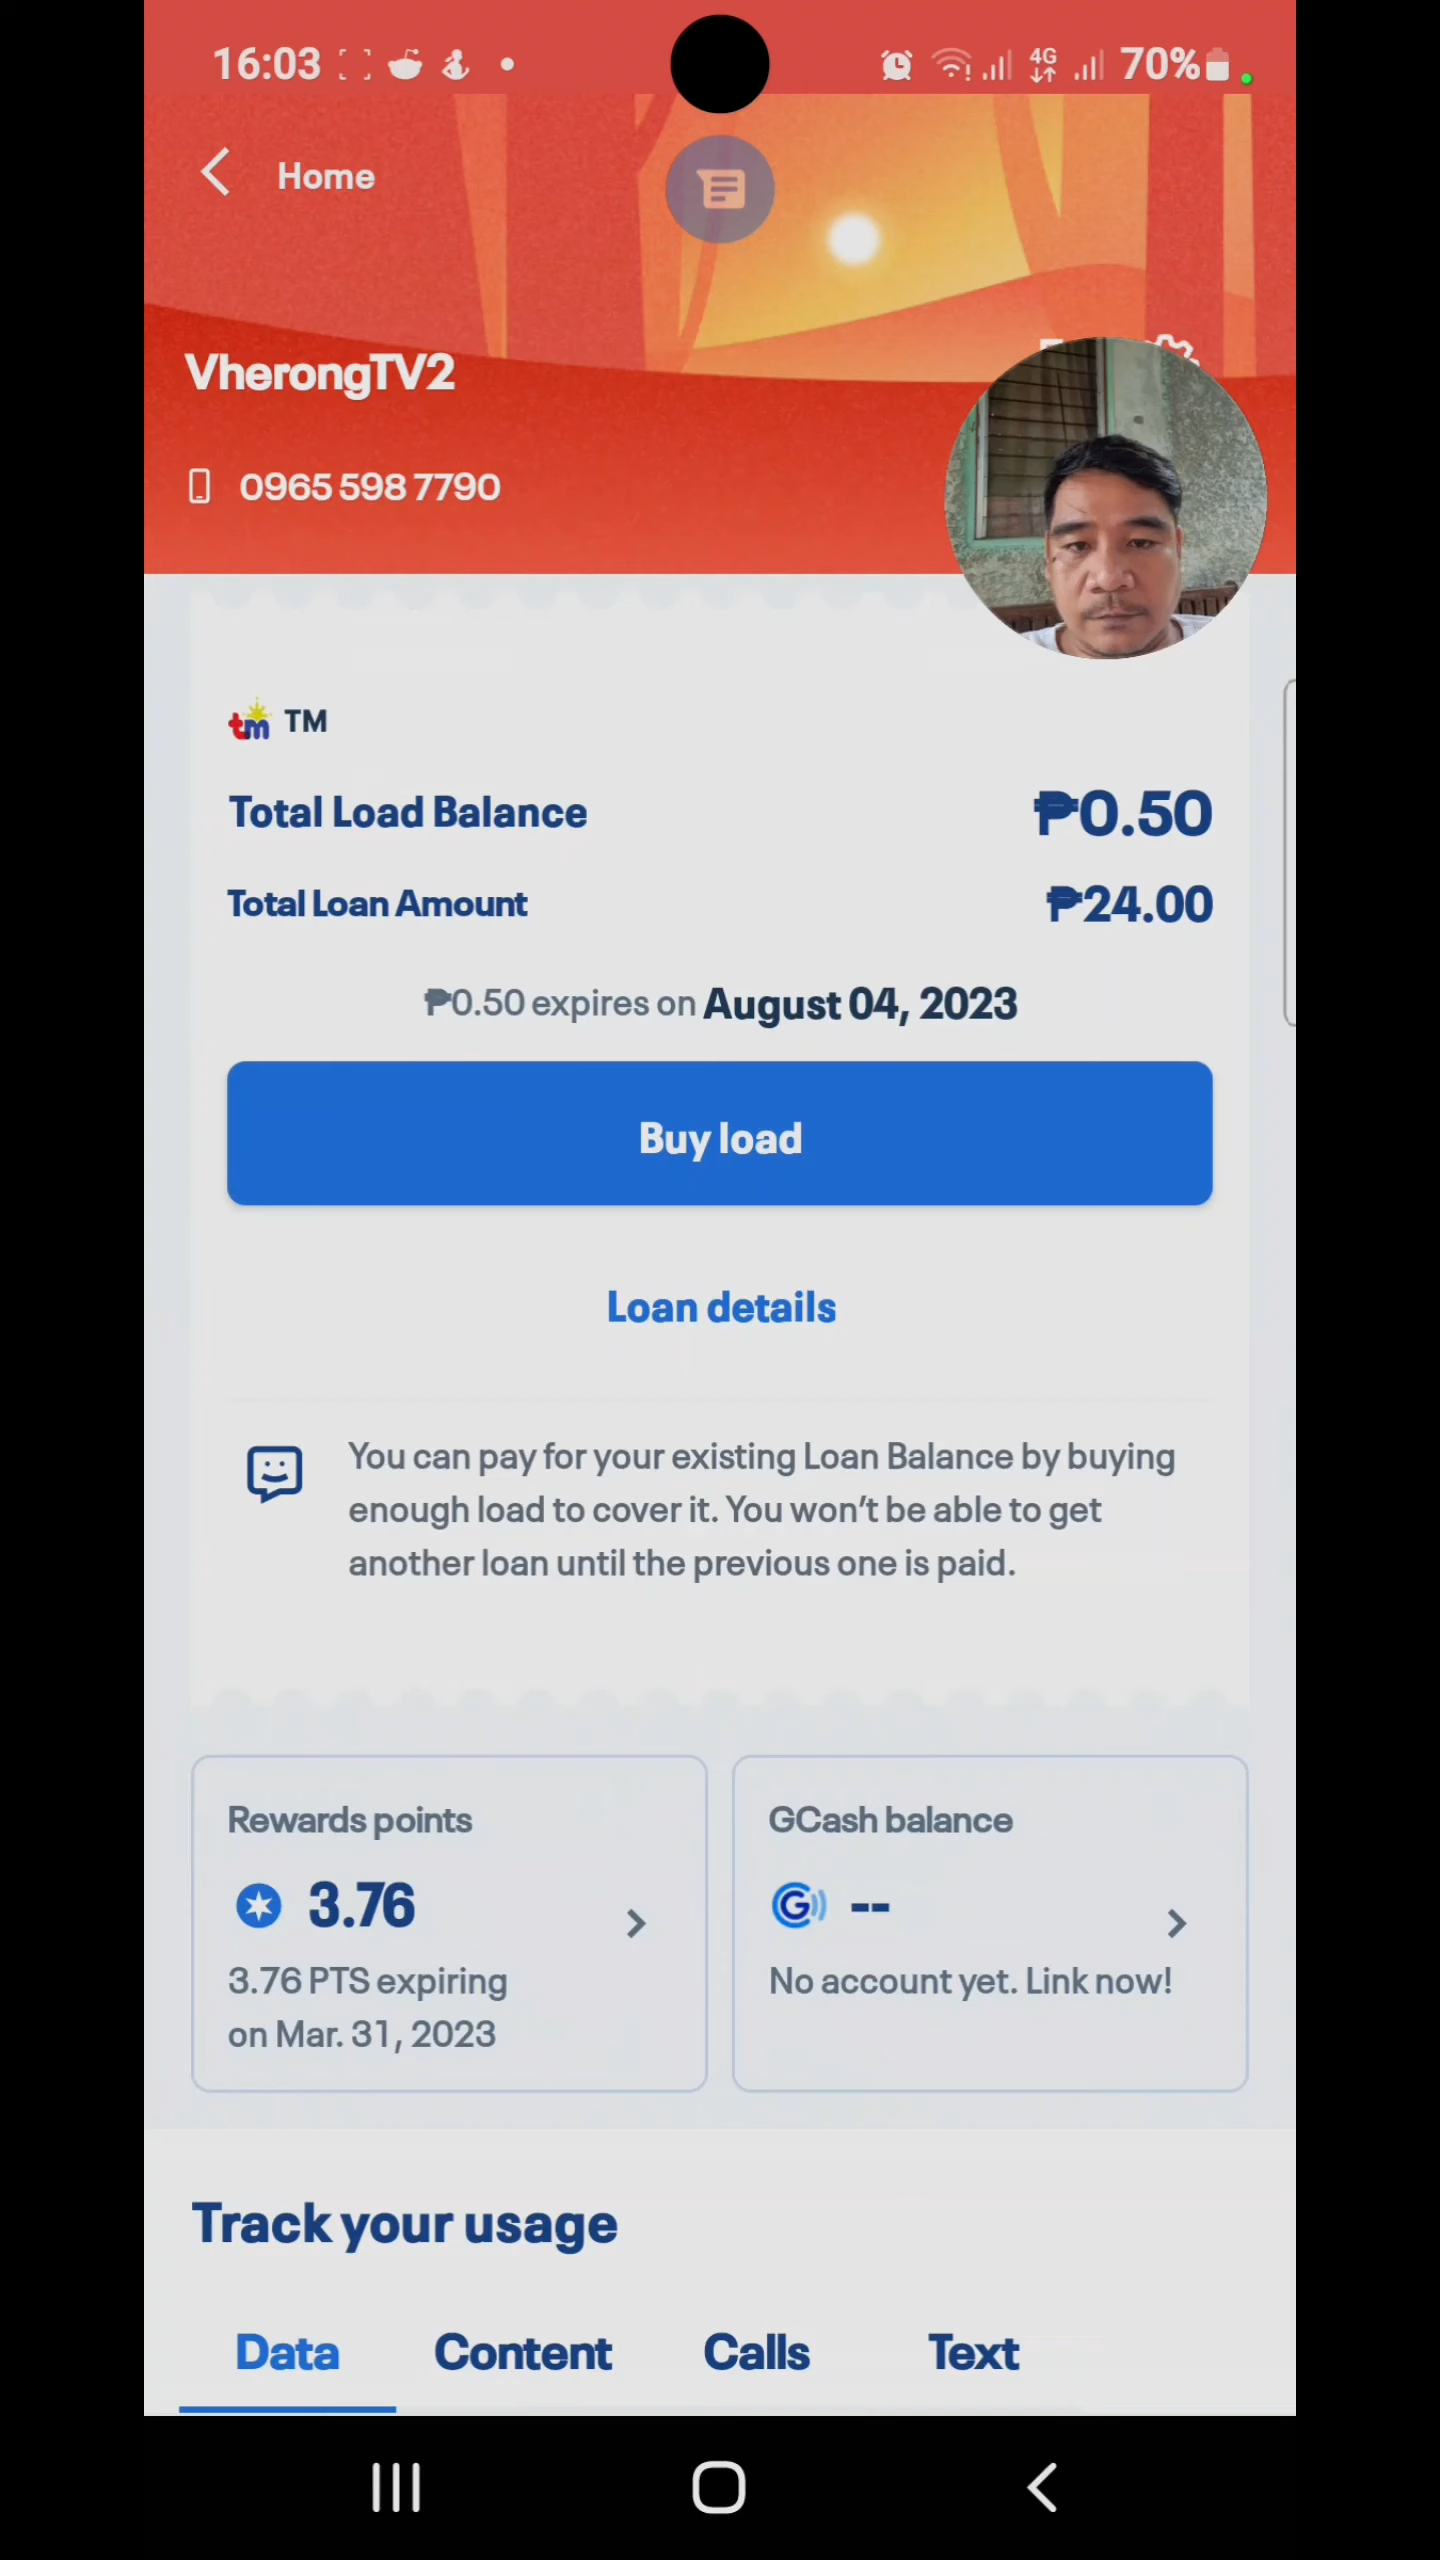 16:03
4G
70%
Home
VherongTV2
0965 598 7790
tm TM
Total Load Balance ₱0.50
Total Loan Amount ₱24.00
₱0.50 expires on August 04, 2023
Buy load
Loan details
You can pay for your existing Loan Balance by buying
enough load to cover it. You won't be able to get
another loan until the previous one is paid.
Rewards points
3.76
3.76 PTS expiring
on Mar. 31, 2023
GCash balance
G --
No account yet. Link now!
Track your usage
Data Content Calls Text